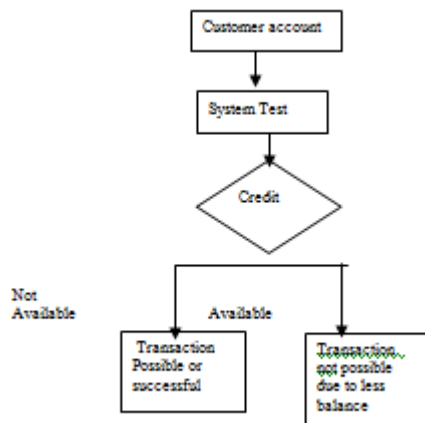 Customer account
System Test
Credit
Not
Available
Available
Transaction
Possible or
successful
Transaction
not possible
due to less
balance